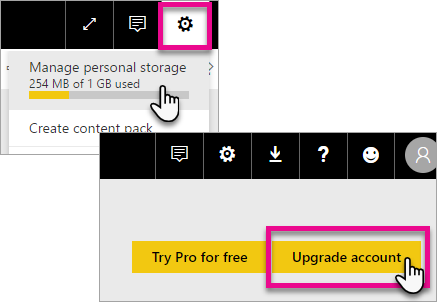 Manage personal storage
254 MB of 1 GB used
Create content pack
Try Pro for free
Upgrade account